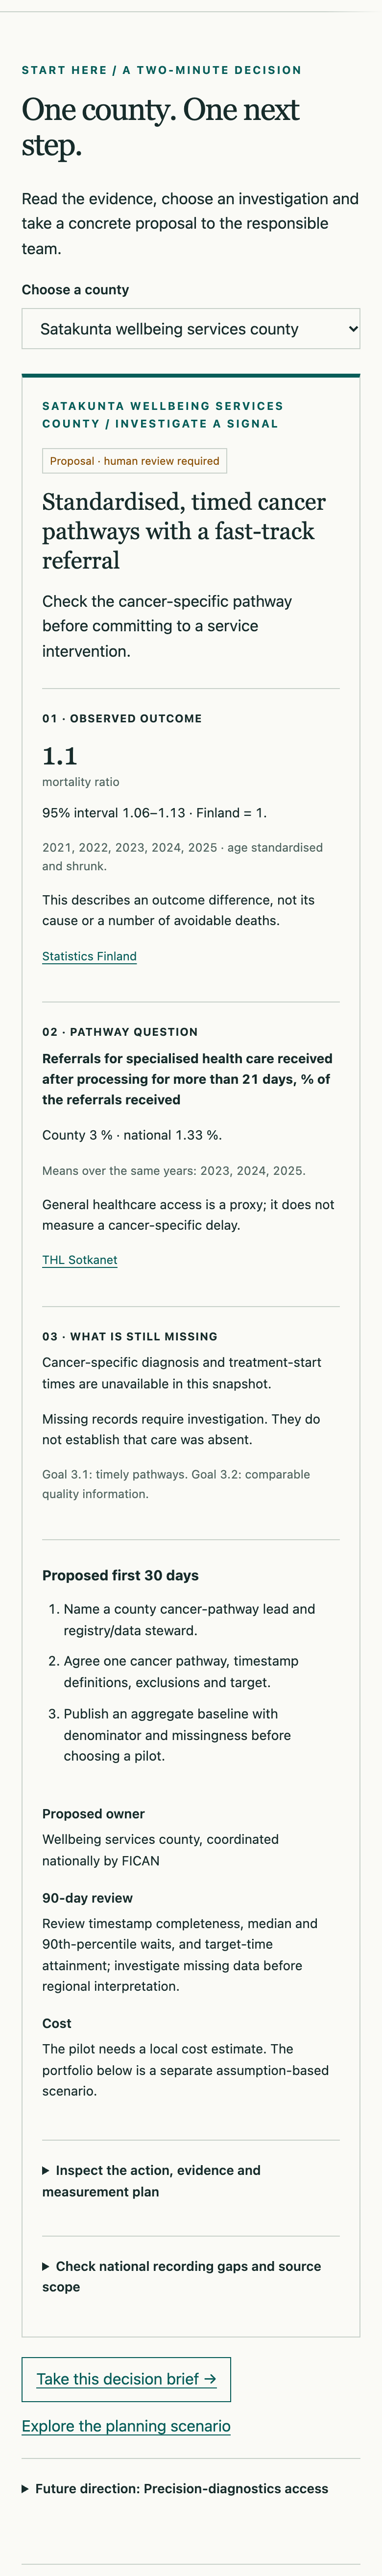 START HERE / A TWO-MINUTE DECISION
One county. One next
step.
Read the evidence, choose an investigation and
take a concrete proposal to the responsible
team.
Choose a county
Satakunta wellbeing services county
SATAKUNTA WELLBEING SERVICES
COUNTY / INVESTIGATE A SIGNAL
Proposal · human review required
Standardised, timed cancer
pathways with a fast-track
referral
Check the cancer-specific pathway
before committing to a service
intervention.
01 · OBSERVED OUTCOME
1.1
mortality ratio
95% interval 1.06–1.13 · Finland = 1.
2021, 2022, 2023, 2024, 2025 · age standardised
and shrunk.
This describes an outcome difference, not its
cause or a number of avoidable deaths.
Statistics Finland
02 · PATHWAY QUESTION
Referrals for specialised health care received
after processing for more than 21 days, % of
the referrals received
County 3 % · national 1.33 %.
Means over the same years: 2023, 2024, 2025.
General healthcare access is a proxy; it does not
measure a cancer-specific delay.
THL Sotkanet
03 · WHAT IS STILL MISSING
Cancer-specific diagnosis and treatment-start
times are unavailable in this snapshot.
Missing records require investigation. They do
not establish that care was absent.
Goal 3.1: timely pathways. Goal 3.2: comparable
quality information.
Proposed first 30 days
1. Name a county cancer-pathway lead and
registry/data steward.
2. Agree one cancer pathway, timestamp
definitions, exclusions and target.
3. Publish an aggregate baseline with
denominator and missingness before
choosing a pilot.
Proposed owner
Wellbeing services county, coordinated
nationally by FICAN
90-day review
Review timestamp completeness, median and
90th-percentile waits, and target-time
attainment; investigate missing data before
regional interpretation.
Cost
The pilot needs a local cost estimate. The
portfolio below is a separate assumption-based
scenario.
▶ Inspect the action, evidence and
measurement plan
▶ Check national recording gaps and source
scope
Take this decision brief →
Explore the planning scenario
▶ Future direction: Precision-diagnostics access